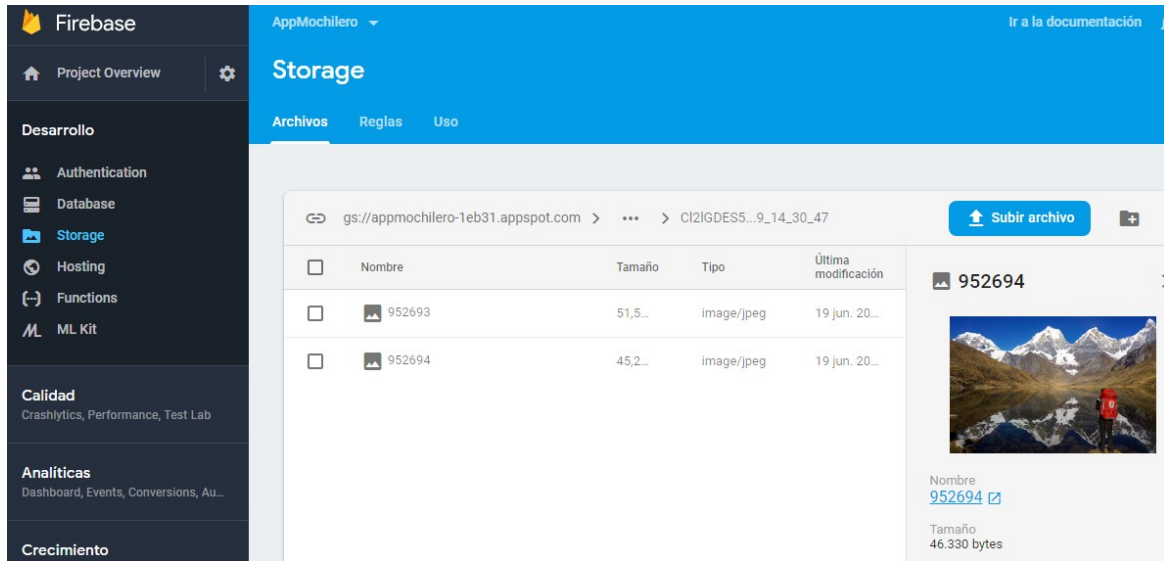 Firebase
AppMochilero
Ir a la documentación
Project Overview
Storage
Archivos Reglas Uso
Desarrollo
Authentication
Database
Storage
Hosting
Functions
ML Kit
Calidad
Crashlytics, Performance, Test Lab
Analíticas
Dashboard, Events, Conversions, Au...
Crecimiento
gs://appmochilero-1eb31.appspot.com > ••• > Cl2lGDES5...9_14_30_47
Subir archivo
Nombre Tamaño Tipo Última modificación
952693 51,5... image/jpeg 19 jun. 20...
952694 45,2... image/jpeg 19 jun. 20...
952694
Nombre
952694
Tamaño
46.330 bytes